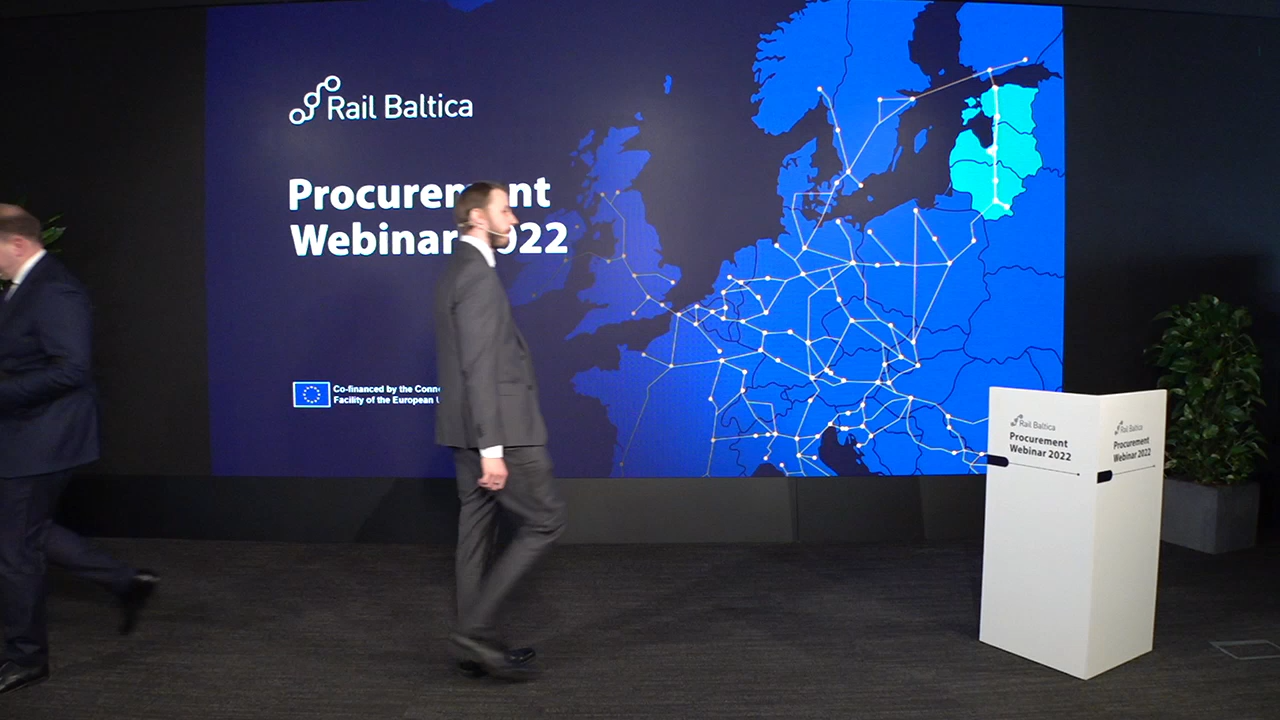 Rail Baltica
Procurement
Webinar 2022
Co-financed by the
Facility of the European
Rail Baltica
Procurement
Webinar 2022
Rail Baltica
Procurement
Webinar 2022